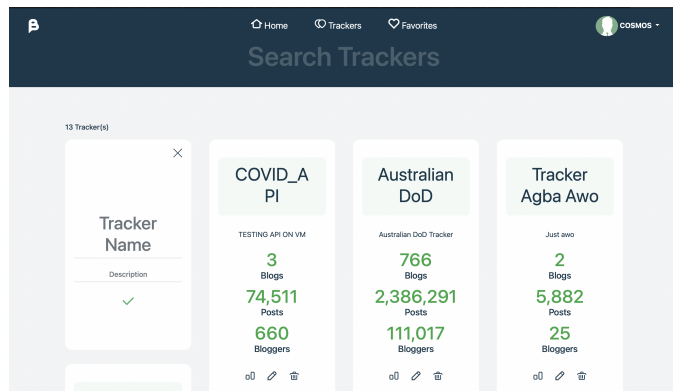 Home Trackers Favorites COSMOS
Search Trackers
13 Tracker(s)
Tracker
Name
Description
COVID_A
PI
TESTING API ON VM
3
Blogs
74,511
Posts
660
Bloggers
Australian
DoD
Australian DoD Tracker
766
Blogs
2,386,291
Posts
111,017
Bloggers
Tracker
Agba Awo
Just awo
2
Blogs
5,882
Posts
25
Bloggers